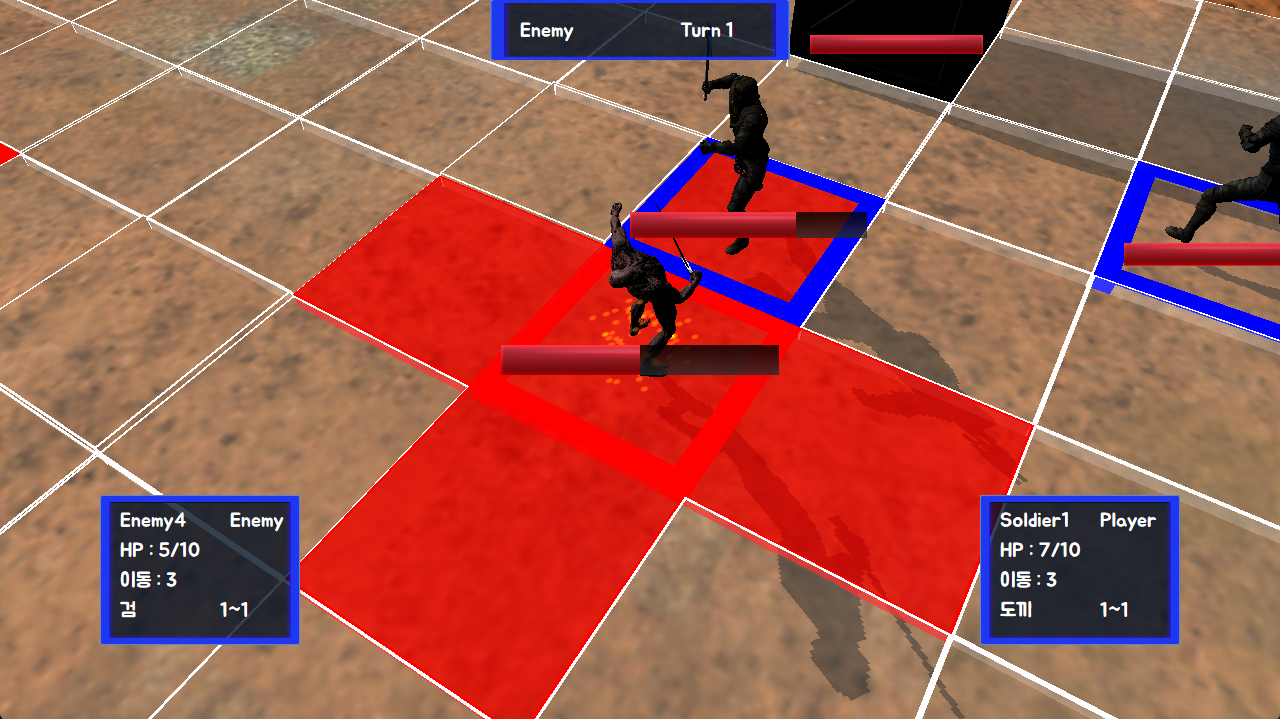 Enemy Turn 1
Enemy4 Enemy
HP : 5/10
이동 : 3
검 1~1
Soldier1 Player
HP : 7/10
이동 : 3
도끼 1~1